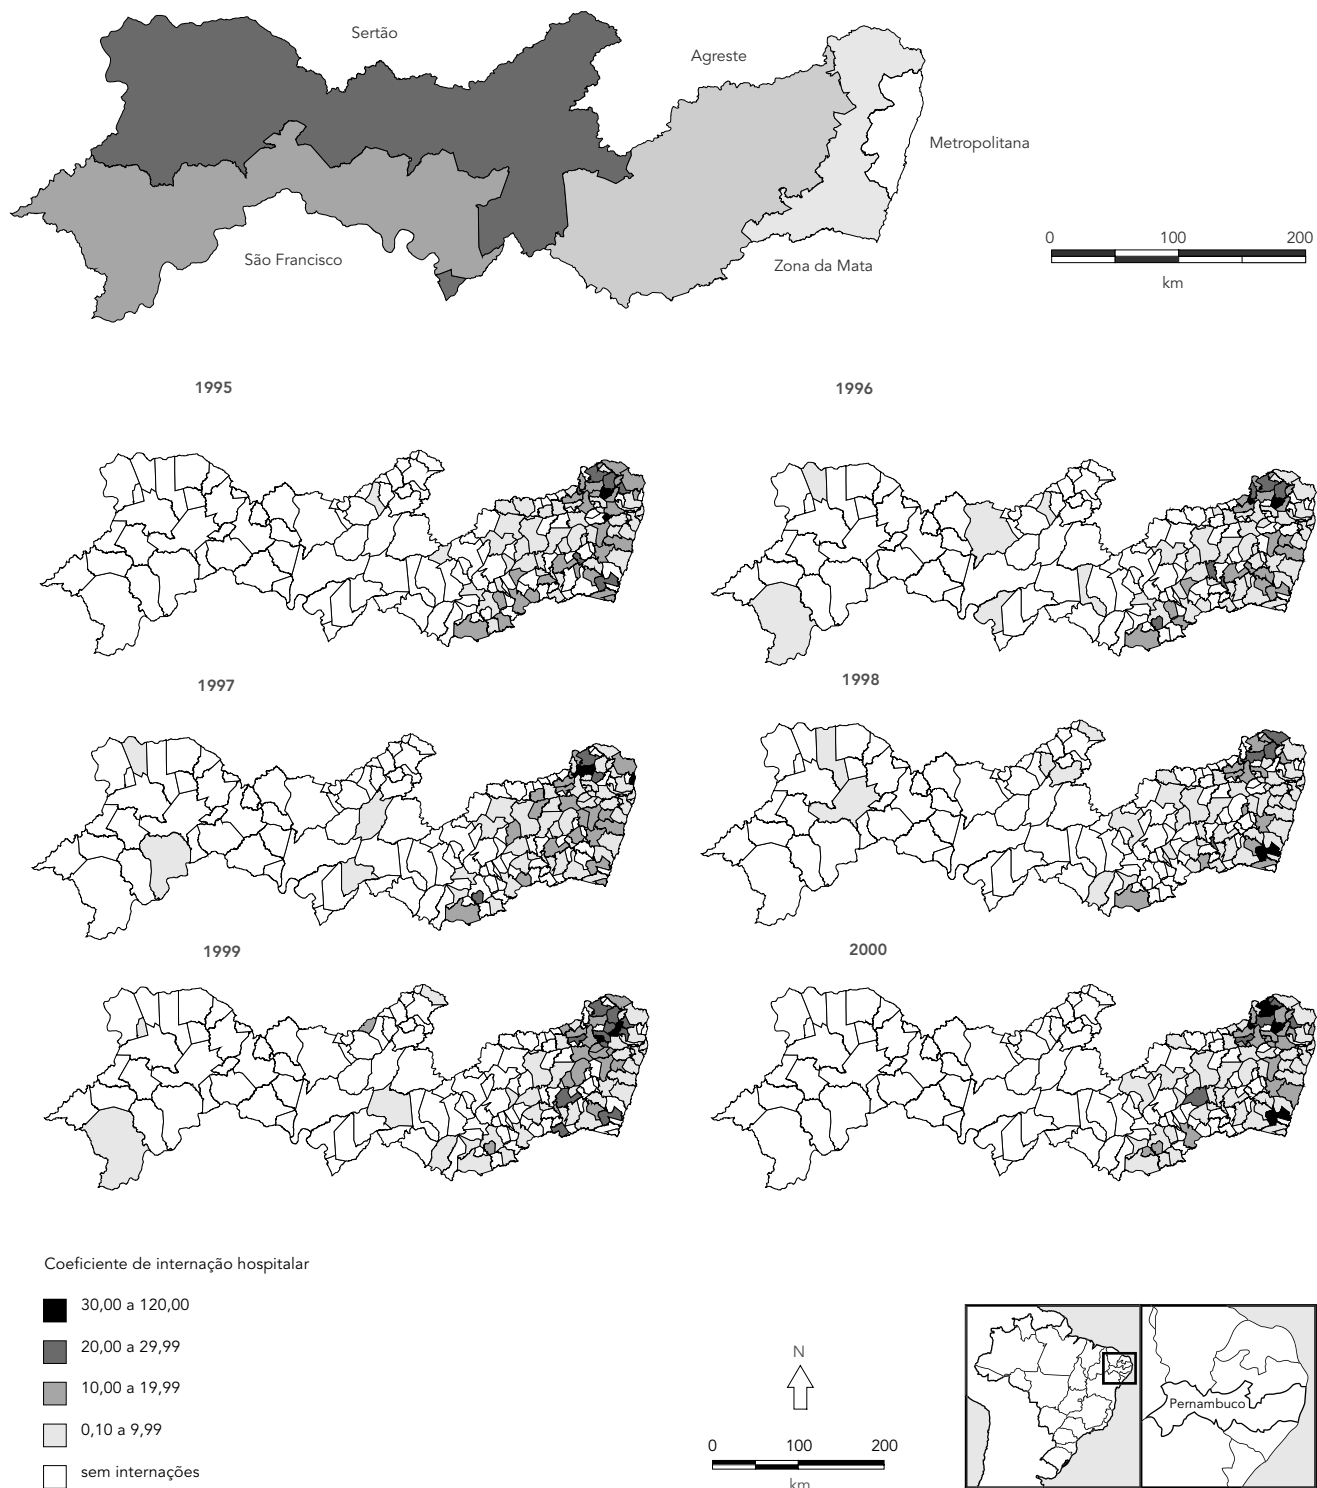 Sertão
Agreste
Metropolitana
São Francisco
Zona da Mata
0 100 200
km
1995
1996
1997
1998
1999
2000
Coeficiente de internação hospitalar
30,00 a 120,00
20,00 a 29,99
10,00 a 19,99
0,10 a 9,99
sem internações
N
0 100 200
km
Pernambuco